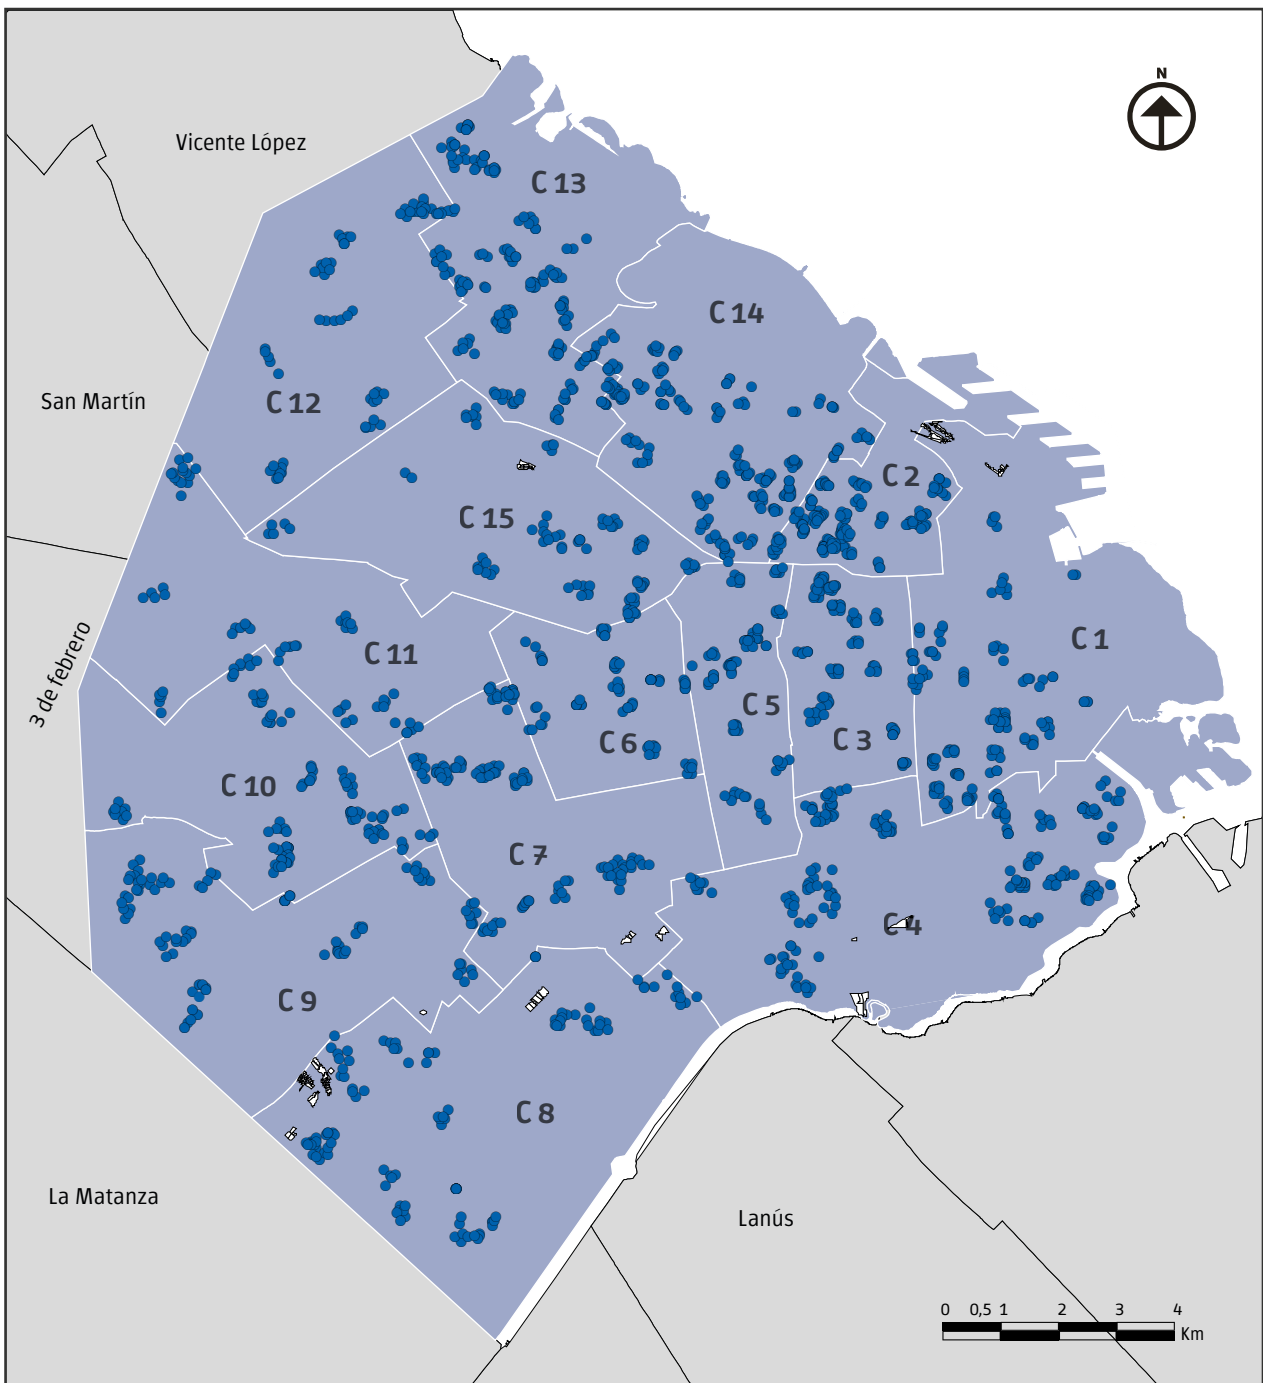 N
Vicente López
C 13
C 14
San Martín
C 12
C 2
C 15
3 de febrero
C 11
C 1
C 5
C 6
C 3
C 10
C 7
C 4
C 9
C 8
La Matanza
Lanús
0 0,5 1 2 3 4
Km